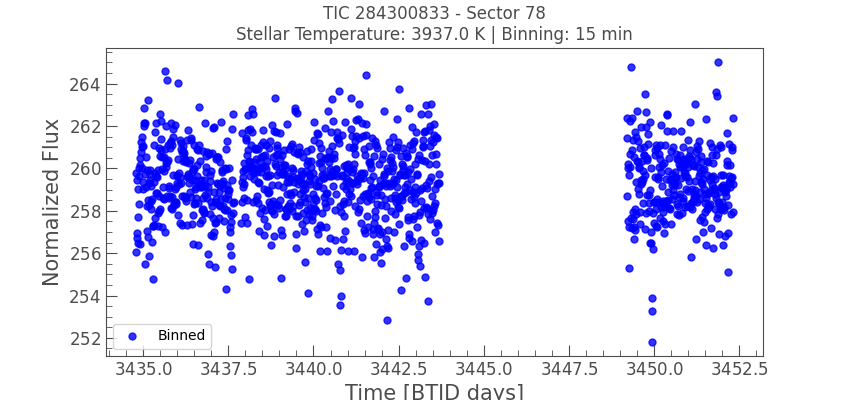 TIC 284300833 - Sector 78
Stellar Temperature: 3937.0 K | Binning: 15 min
Normalized Flux
264
262
260
258
256
254
252
Binned
3435.0 3437.5 3440.0 3442.5 3445.0 3447.5 3450.0 3452.5
Time [BTJD days]